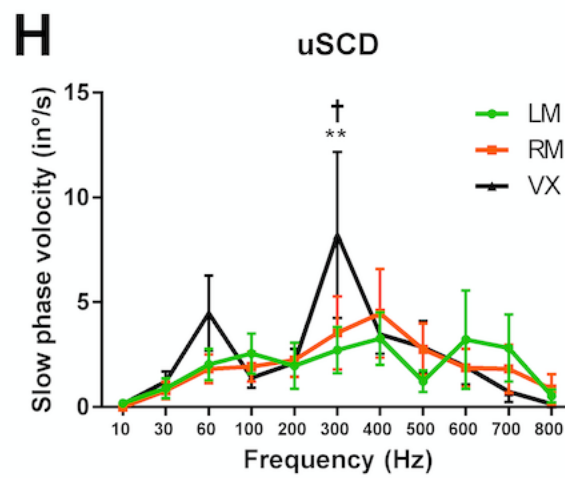 H
uSCD
Slow phase volocity (in°/s)
15
10
5
0
†
**
LM
RM
VX
10 30 60 100 200 300 400 500 600 700 800
Frequency (Hz)